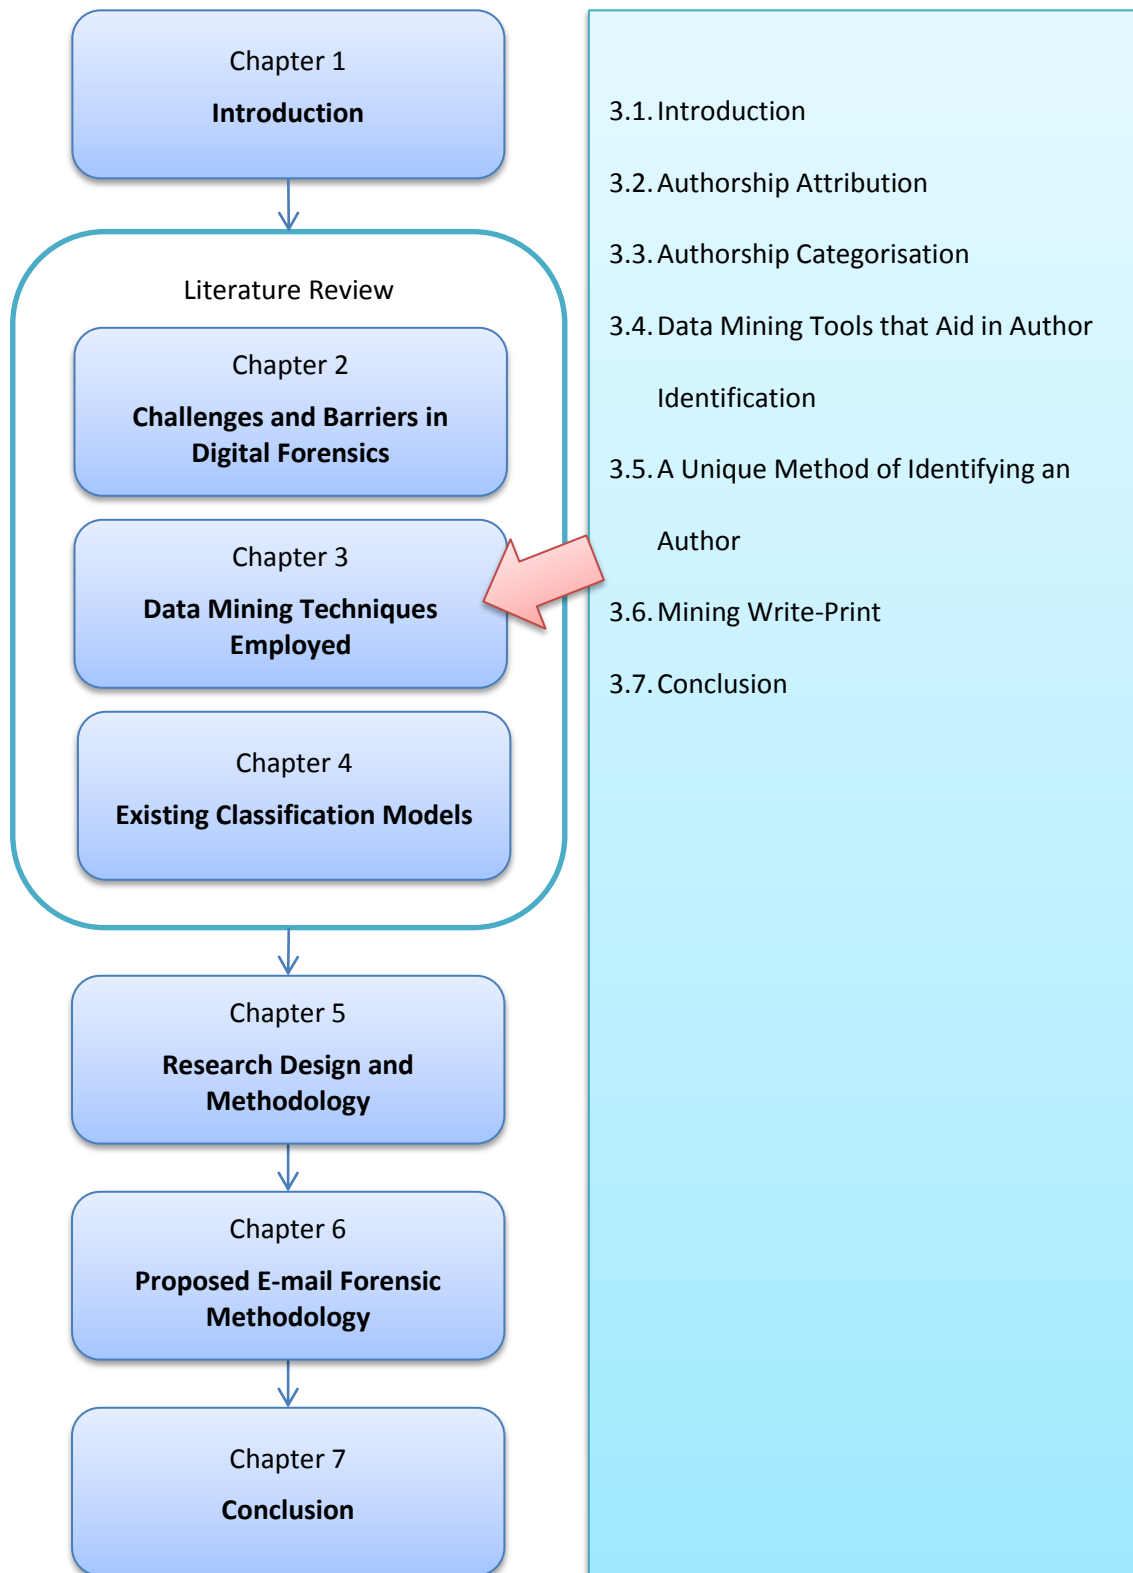 Chapter 1
Introduction
Literature Review
Chapter 2
Challenges and Barriers in
Digital Forensics
Chapter 3
Data Mining Techniques
Employed
Chapter 4
Existing Classification Models
Chapter 5
Research Design and
Methodology
Chapter 6
Proposed E-mail Forensic
Methodology
Chapter 7
Conclusion
3.1. Introduction
3.2. Authorship Attribution
3.3. Authorship Categorisation
3.4. Data Mining Tools that Aid in Author
Identification
3.5. A Unique Method of Identifying an
Author
3.6. Mining Write-Print
3.7. Conclusion